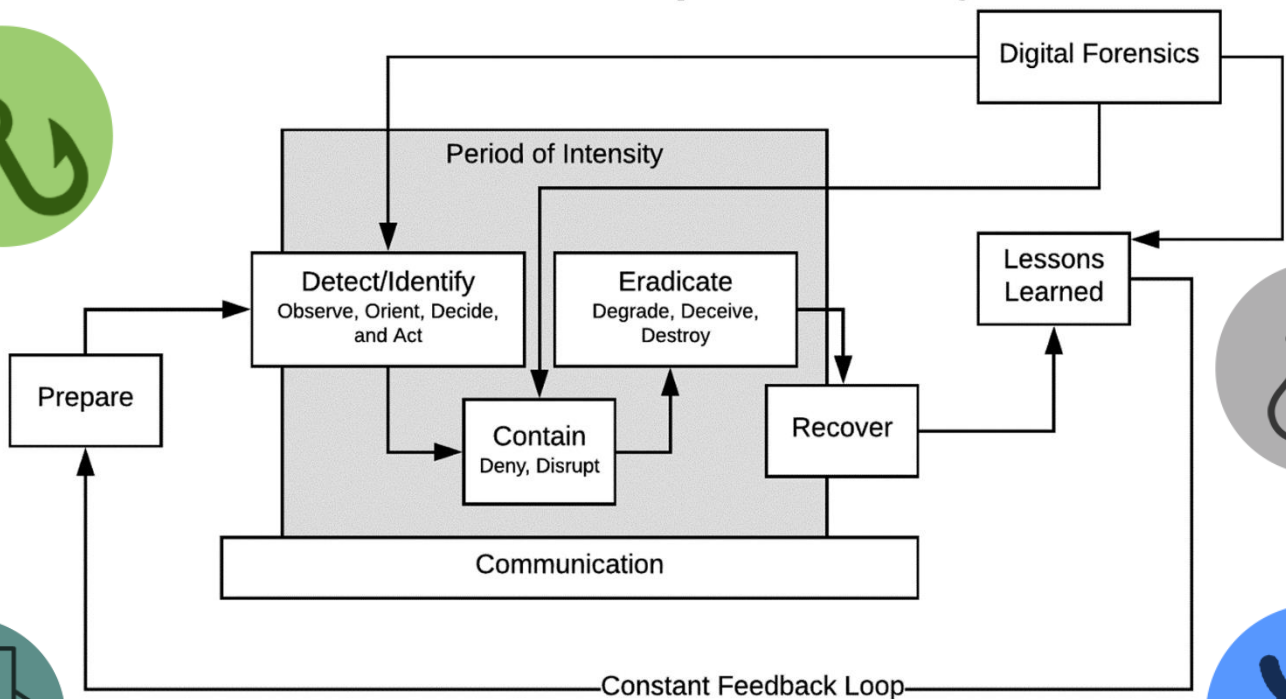 Digital Forensics
Period of Intensity
Detect/Identify
Observe, Orient, Decide,
and Act
Eradicate
Degrade, Deceive,
Destroy
Lessons
Learned
Prepare
Contain
Deny, Disrupt
Recover
Communication
Constant Feedback Loop